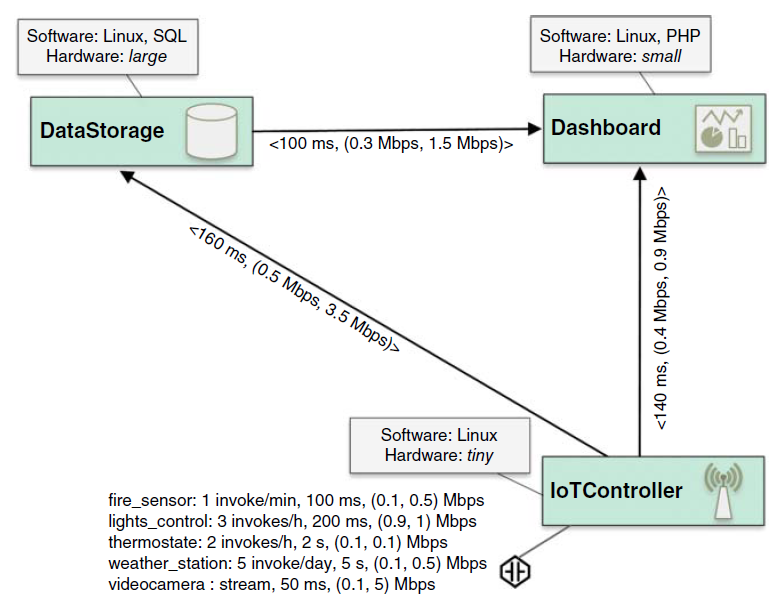 Software: Linux, SQL
Hardware: large
Software: Linux, PHP
Hardware: small
DataStorage
Dashboard
<100 ms, (0.3 Mbps, 1.5 Mbps)>
<160 ms, (0.5 Mbps, 3.5 Mbps)>
<140 ms, (0.4 Mbps, 0.9 Mbps)>
Software: Linux
Hardware: tiny
IoTController
fire_sensor: 1 invoke/min, 100 ms, (0.1, 0.5) Mbps
lights_control: 3 invokes/h, 200 ms, (0.9, 1) Mbps
thermostate: 2 invokes/h, 2 s, (0.1, 0.1) Mbps
weather_station: 5 invoke/day, 5 s, (0.1, 0.5) Mbps
videocamera : stream, 50 ms, (0.1, 5) Mbps